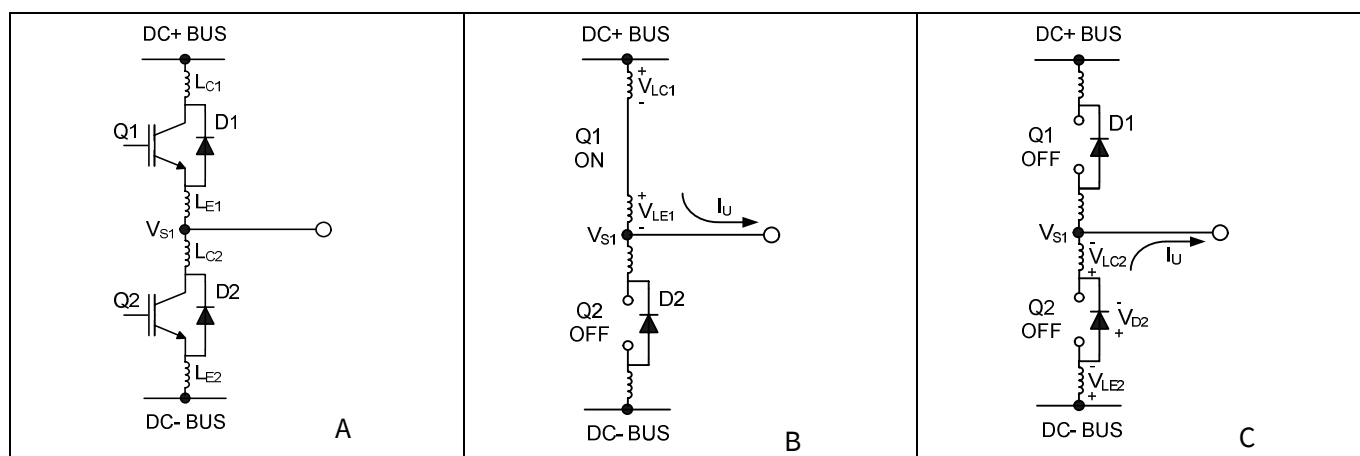 DC+ BUS
LC1
Q1
D1
LE1
VS1
LC2
Q2
D2
LE2
DC- BUS
A
DC+ BUS
+
VLC1
-
Q1
ON
+
VLE1
-
IU
VS1
Q2
OFF
D2
DC- BUS
B
DC+ BUS
Q1
OFF
D1
VS1
-
VLC2
+
IU
Q2
OFF
-
VD2
+
-
VLE2
+
DC- BUS
C